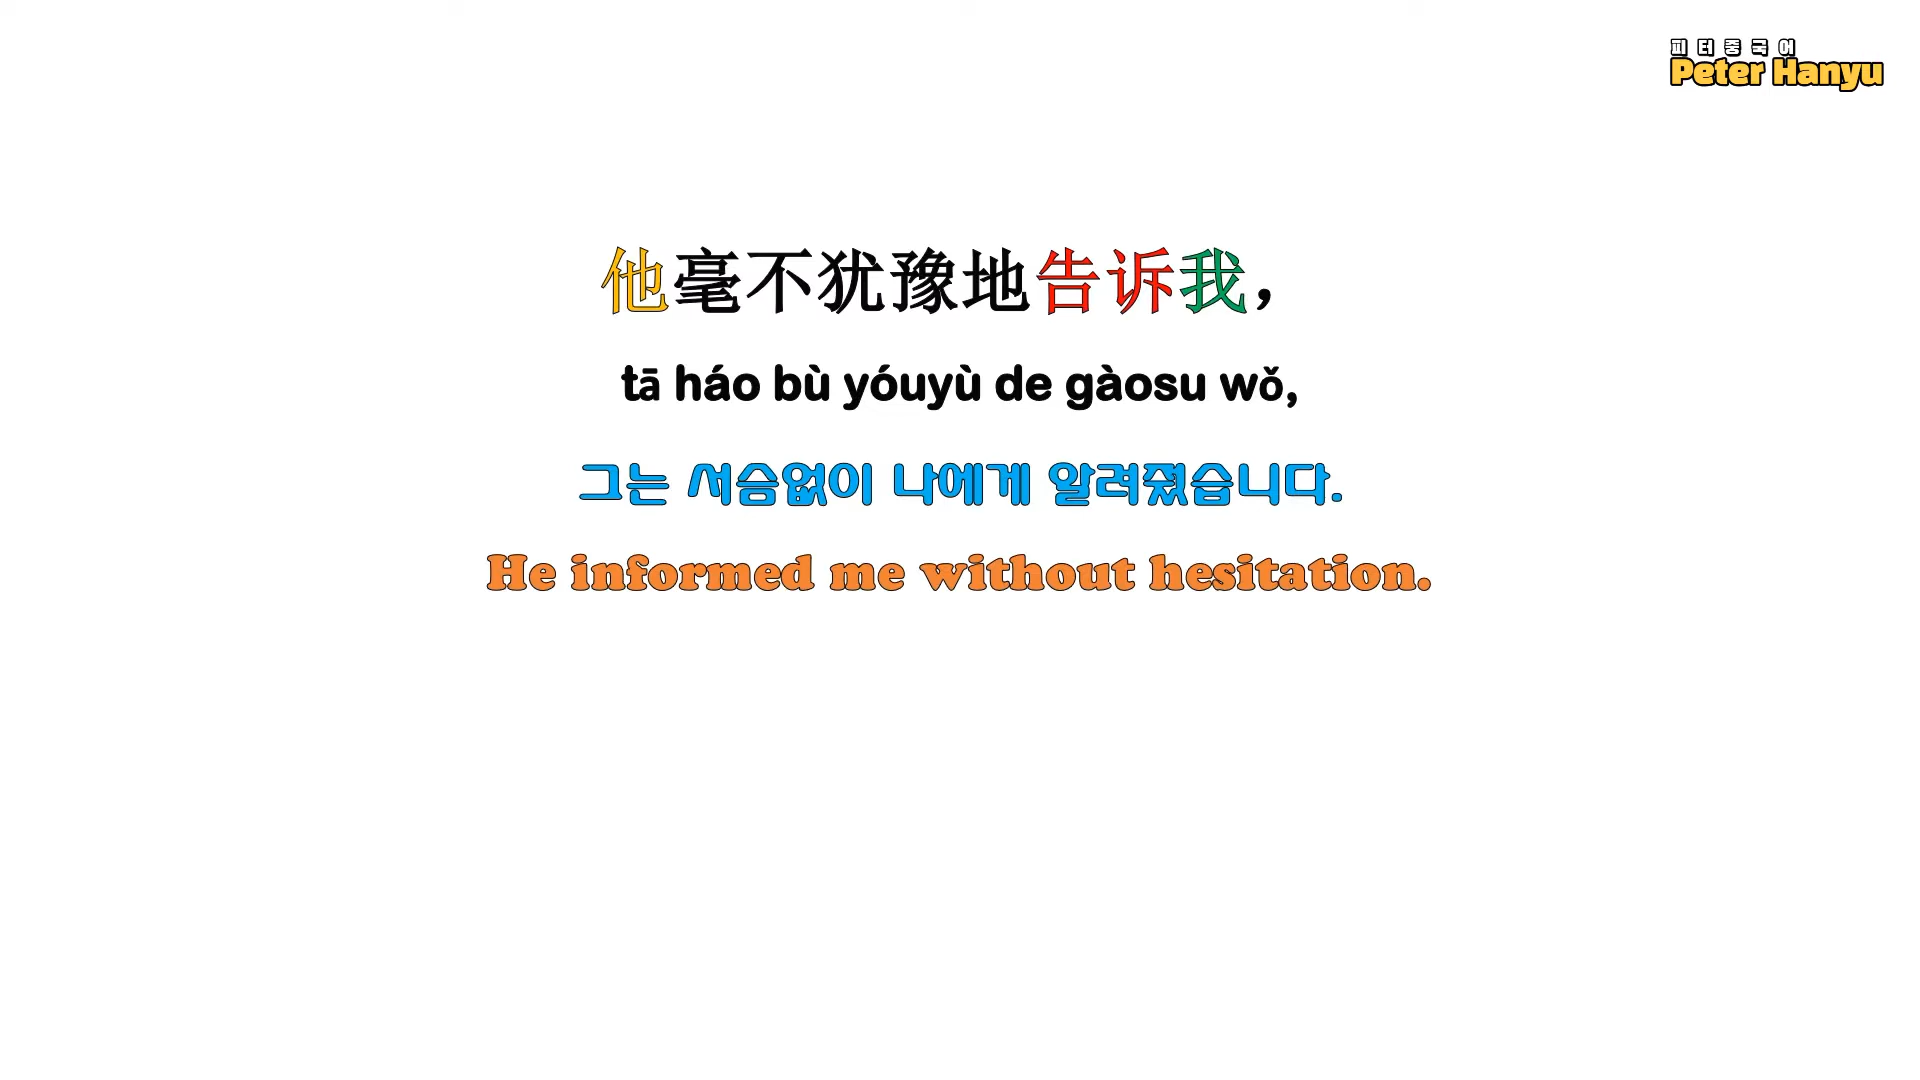 피터중국어
Peter Hanyu
他毫不犹豫地告诉我，
tā háo bù yóuyù de gàosu wǒ,
그는 서슴없이 나에게 알려줬습니다.
He informed me without hesitation.